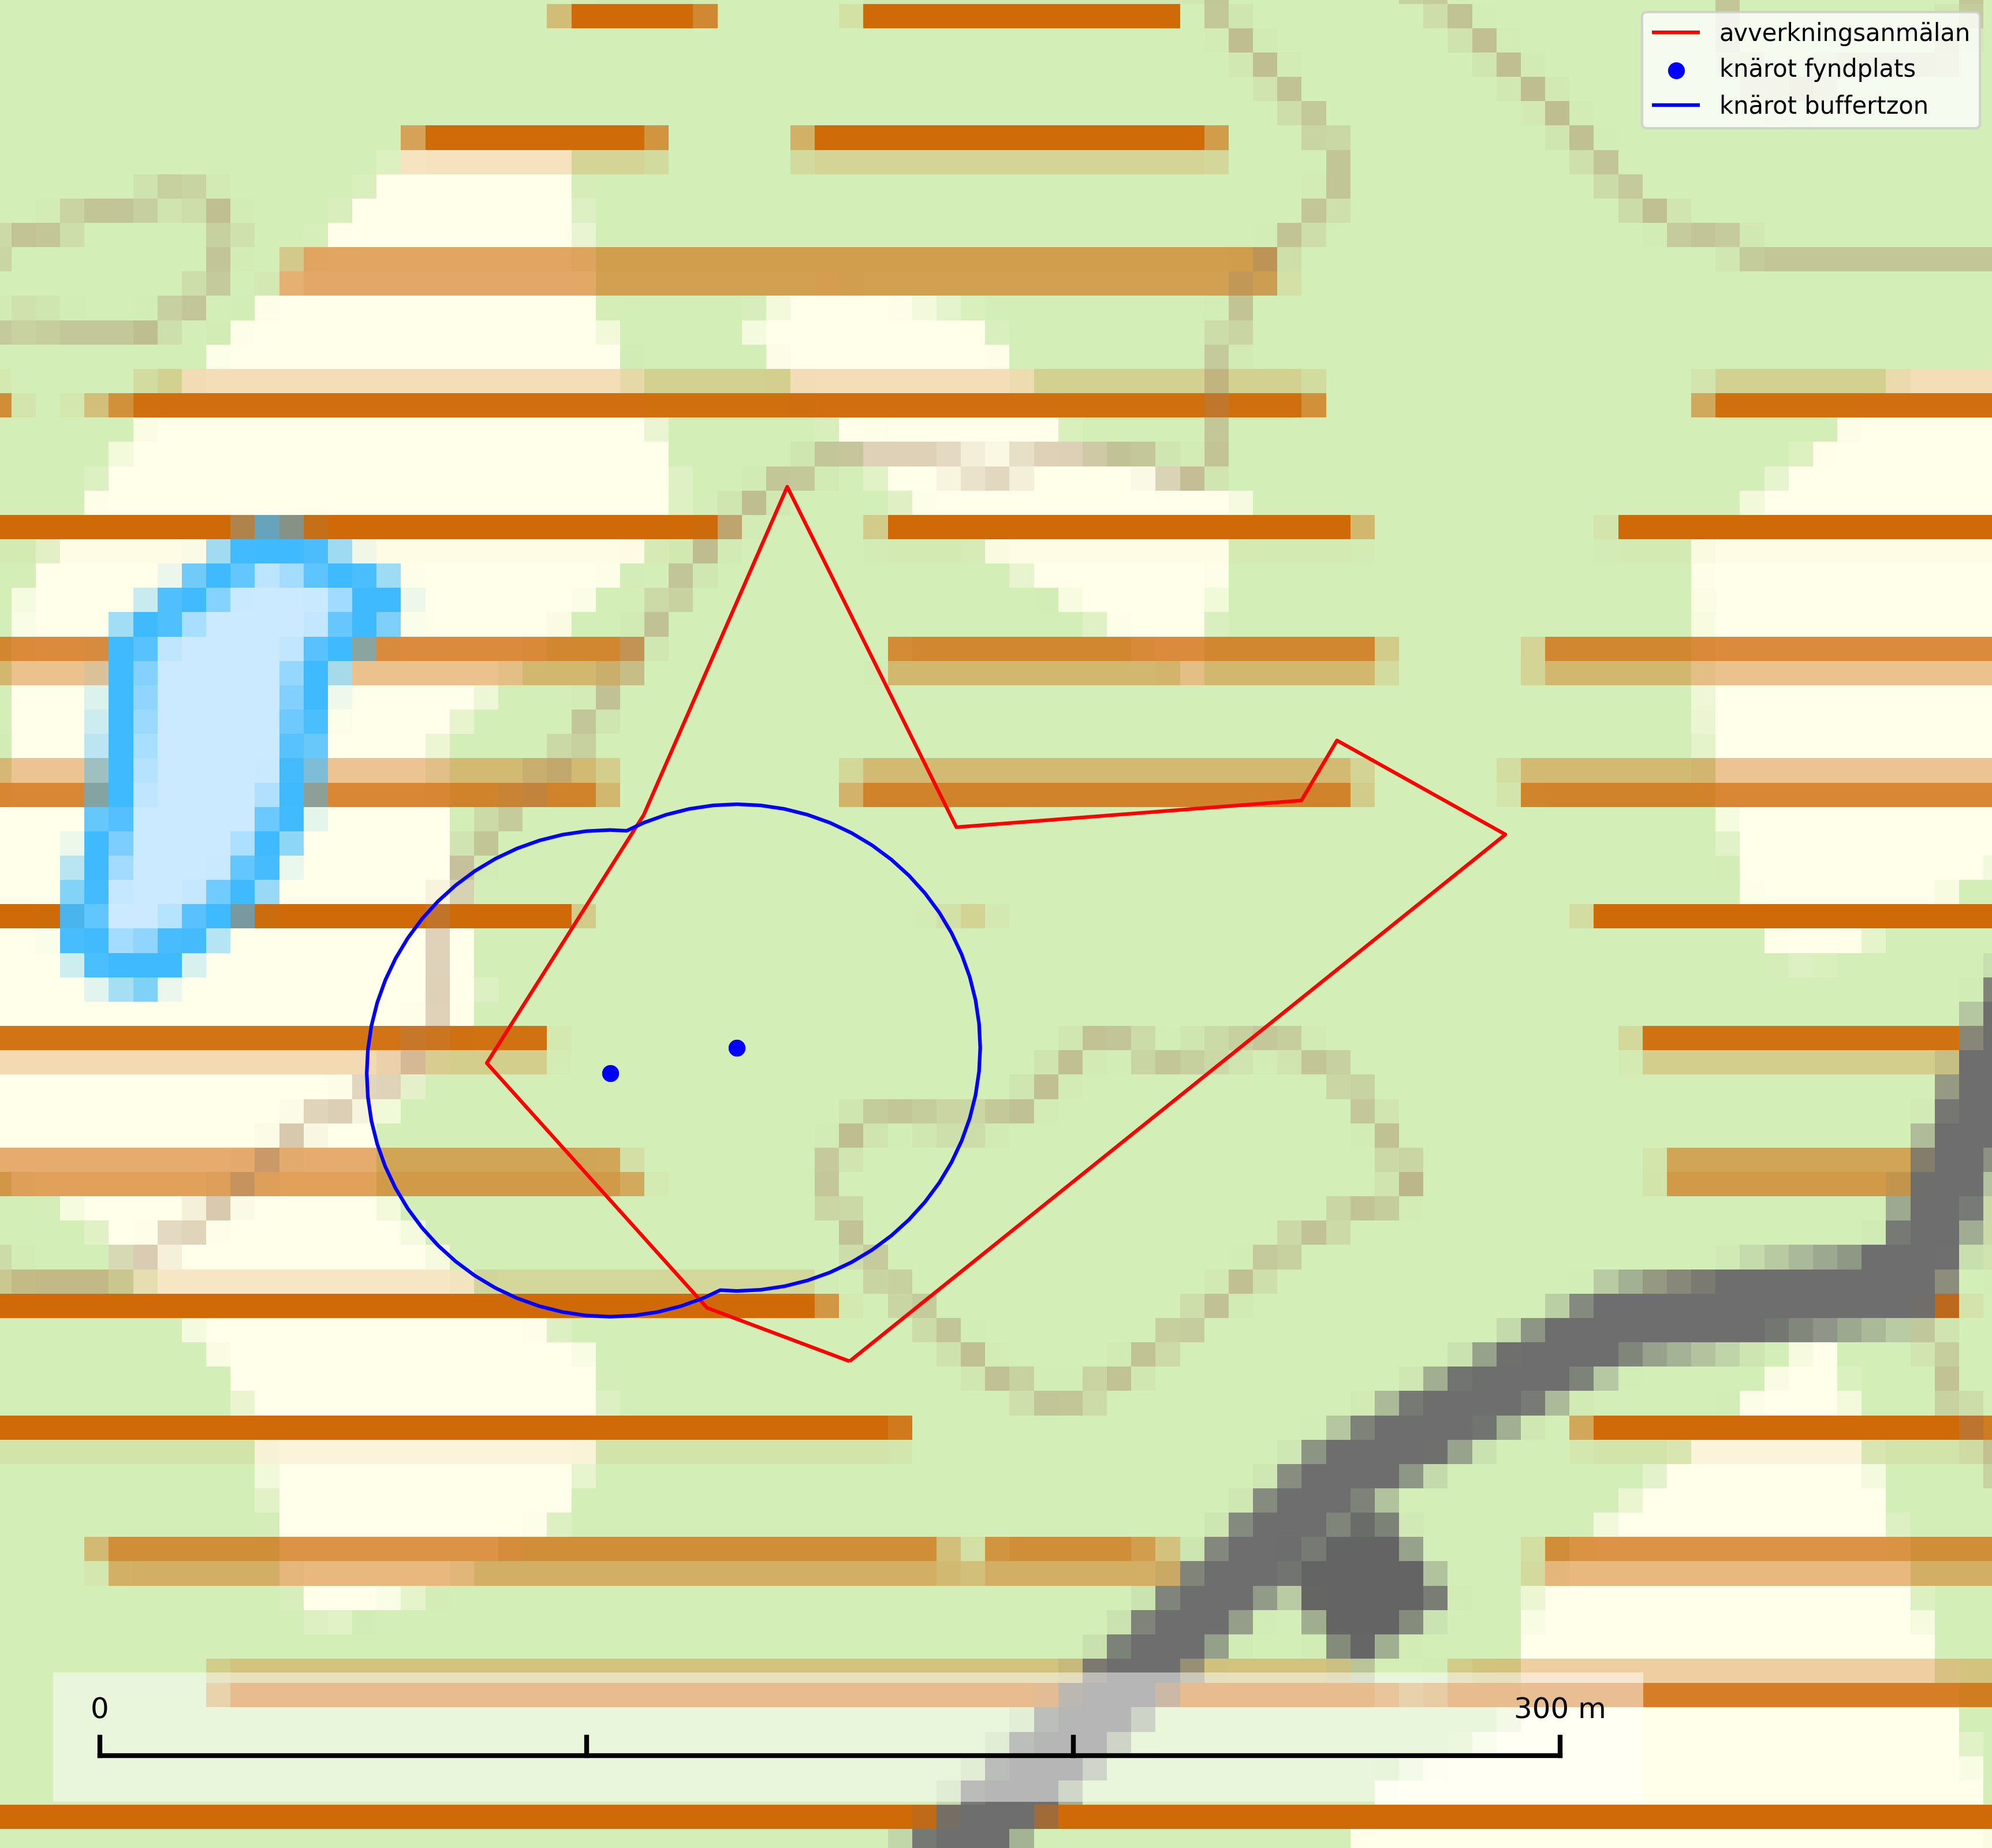 avverkningsanmälan
knärot fyndplats
knärot buffertzon
0
300 m